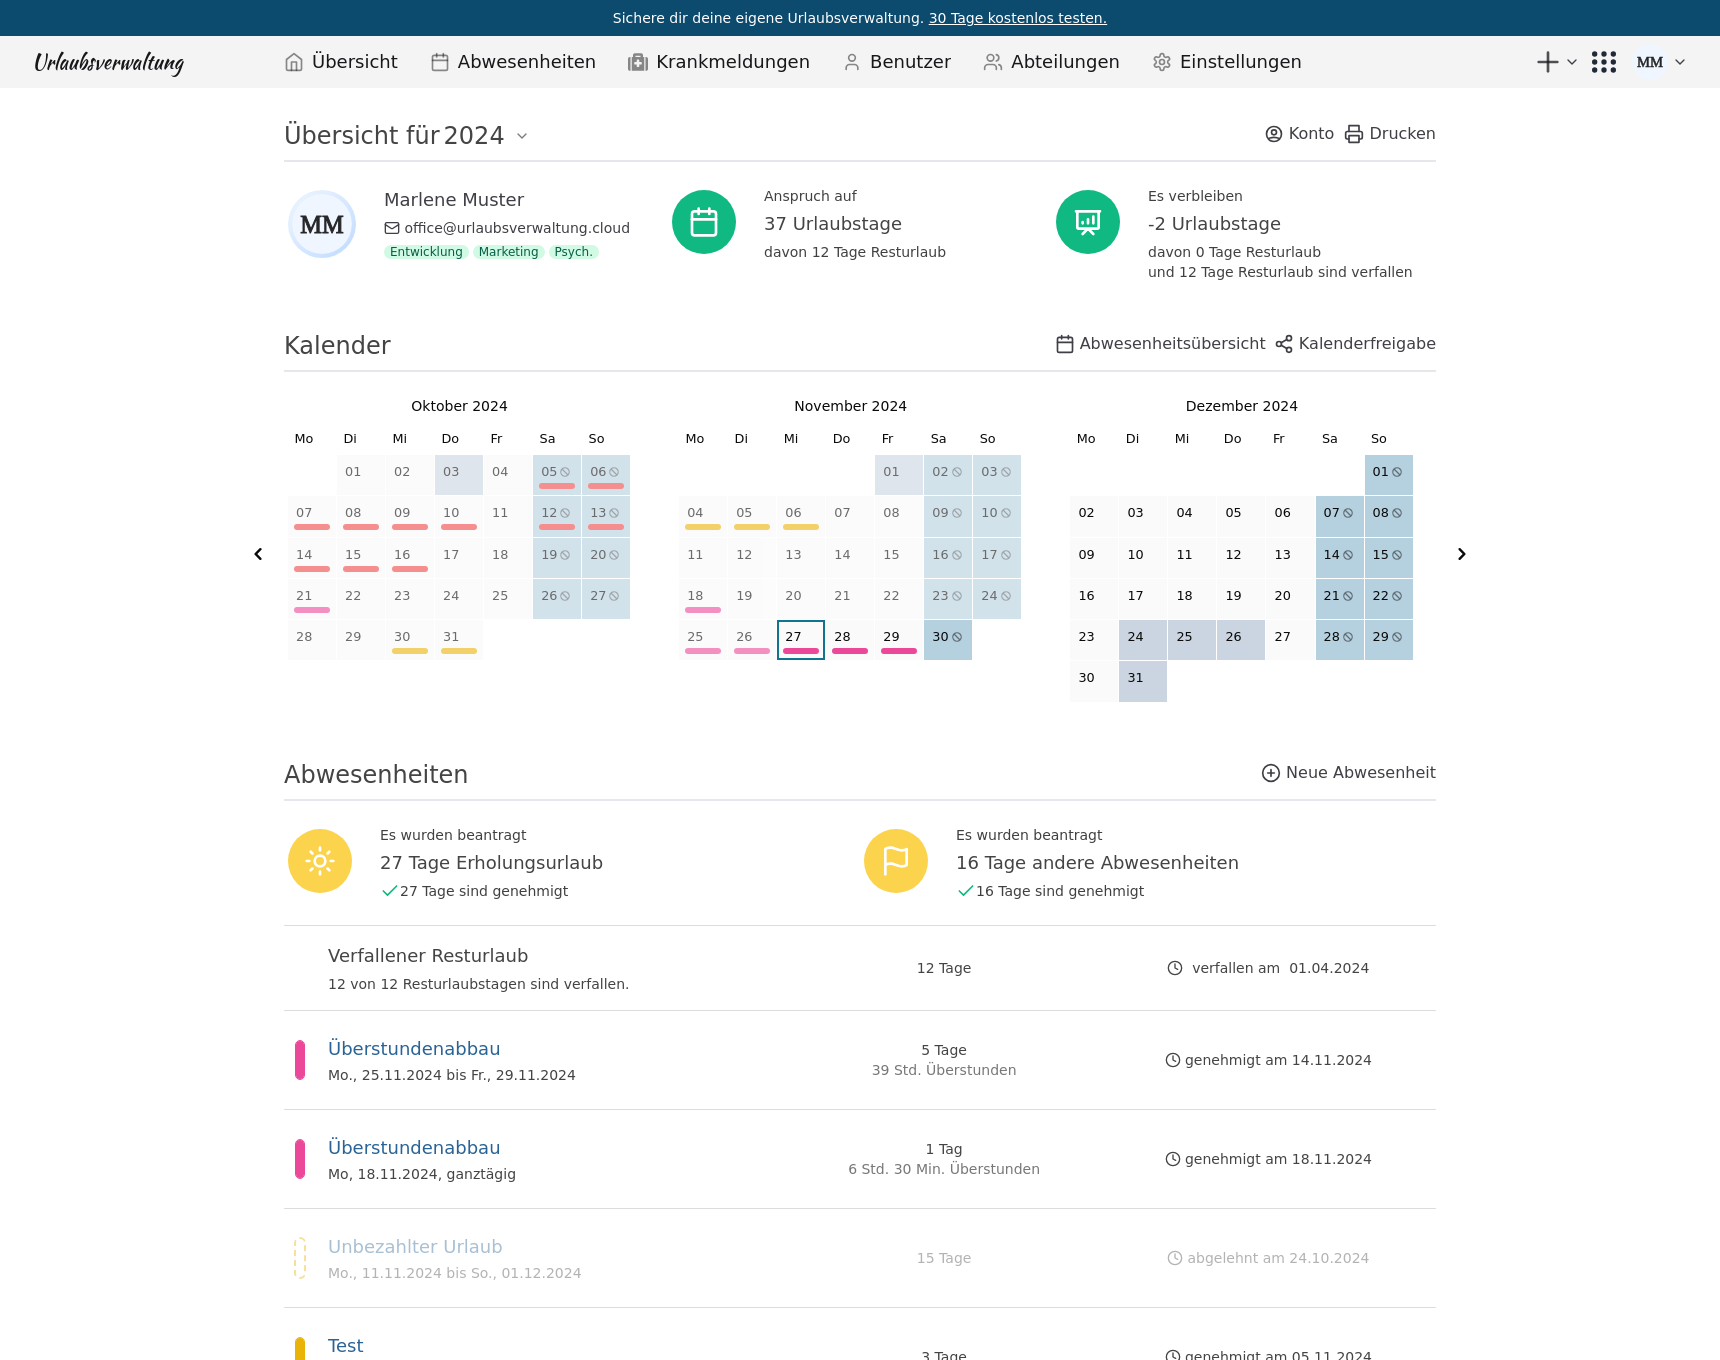 Sichere dir deine eigene Urlaubsverwaltung. 30 Tage kostenlos testen.
Urlaubsverwaltung Übersicht Abwesenheiten Krankmeldungen Benutzer Abteilungen Einstellungen MM
Übersicht für 2024 Konto Drucken
MM
Marlene Muster
office@urlaubsverwaltung.cloud
Entwicklung Marketing Psych.
Anspruch auf
37 Urlaubstage
davon 12 Tage Resturlaub
Es verbleiben
-2 Urlaubstage
davon 0 Tage Resturlaub
und 12 Tage Resturlaub sind verfallen
Kalender Abwesenheitsübersicht Kalenderfreigabe
Oktober 2024
Mo Di Mi Do Fr Sa So
01 02 03 04 05 06
07 08 09 10 11 12 13
14 15 16 17 18 19 20
21 22 23 24 25 26 27
28 29 30 31
November 2024
Mo Di Mi Do Fr Sa So
01 02 03
04 05 06 07 08 09 10
11 12 13 14 15 16 17
18 19 20 21 22 23 24
25 26 27 28 29 30
Dezember 2024
Mo Di Mi Do Fr Sa So
01
02 03 04 05 06 07 08
09 10 11 12 13 14 15
16 17 18 19 20 21 22
23 24 25 26 27 28 29
30 31
Abwesenheiten Neue Abwesenheit
Es wurden beantragt
27 Tage Erholungsurlaub
27 Tage sind genehmigt
Es wurden beantragt
16 Tage andere Abwesenheiten
16 Tage sind genehmigt
Verfallener Resturlaub
12 von 12 Resturlaubstagen sind verfallen.
12 Tage
verfallen am 01.04.2024
Überstundenabbau
Mo., 25.11.2024 bis Fr., 29.11.2024
5 Tage
39 Std. Überstunden
genehmigt am 14.11.2024
Überstundenabbau
Mo, 18.11.2024, ganztägig
1 Tag
6 Std. 30 Min. Überstunden
genehmigt am 18.11.2024
Unbezahlter Urlaub
Mo., 11.11.2024 bis So., 01.12.2024
15 Tage
abgelehnt am 24.10.2024
Test
3 Tage
genehmigt am 05.11.2024